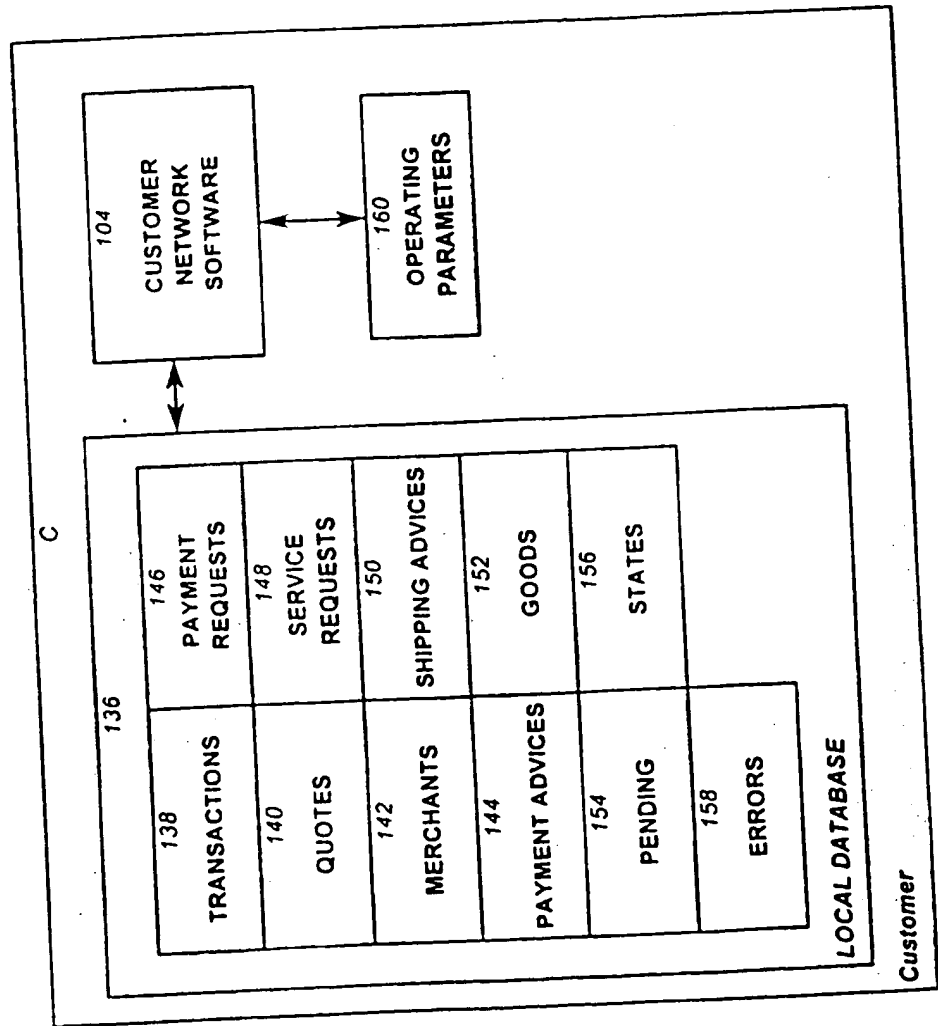 C
136
138
TRANSACTIONS
146
PAYMENT
REQUESTS
140
QUOTES
148
SERVICE
REQUESTS
142
MERCHANTS
150
SHIPPING ADVICES
144
PAYMENT ADVICES
152
GOODS
154
PENDING
156
STATES
158
ERRORS
LOCAL DATABASE
104
CUSTOMER
NETWORK
SOFTWARE
160
OPERATING
PARAMETERS
Customer